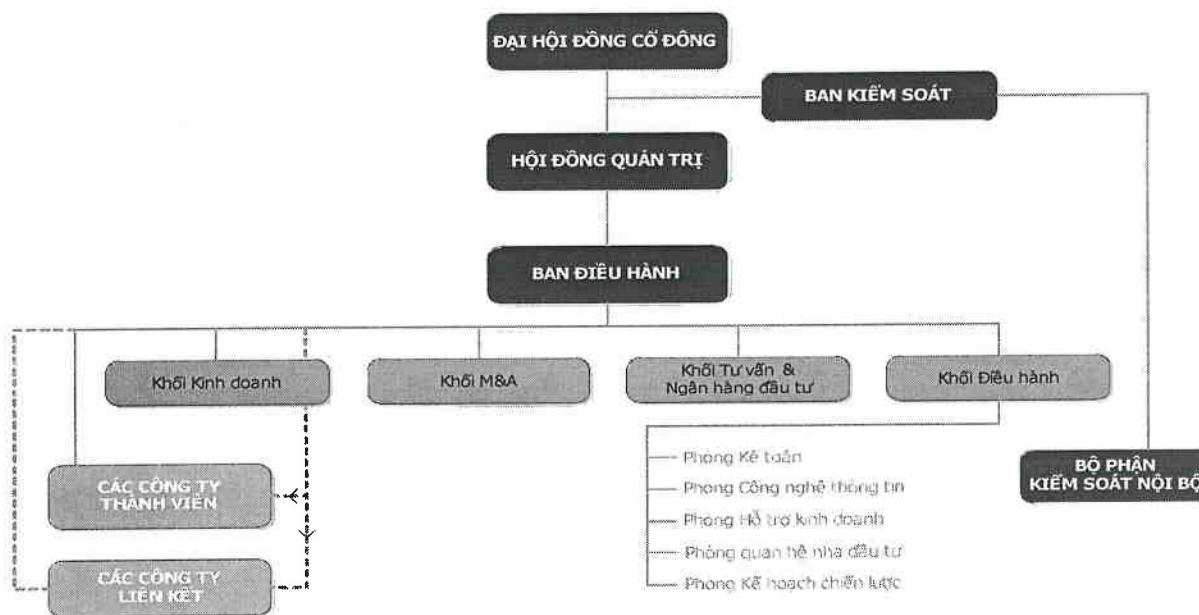 ĐẠI HỘI ĐỒNG CỔ ĐÔNG
BAN KIỂM SOÁT
HỘI ĐỒNG QUẢN TRỊ
BAN ĐIỀU HÀNH
Khối Kinh doanh
Khối M&A
Khối Tư vấn &
Ngân hàng đầu tư
Khối Điều hành
CÁC CÔNG TY
THÀNH VIÊN
CÁC CÔNG TY
LIÊN KẾT
Phòng Kế toán
Phòng Công nghệ thông tin
Phòng Hỗ trợ kinh doanh
Phòng quan hệ nhà đầu tư
Phòng Kế hoạch chiến lược
BỘ PHẬN
KIỂM SOÁT NỘI BỘ